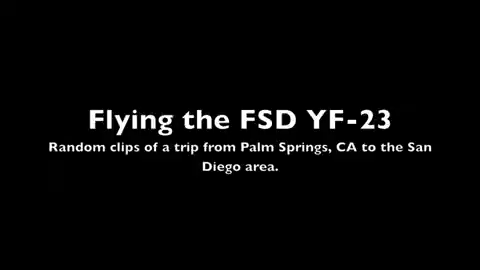 Flying the FSD YF-23
Random clips of a trip from Palm Springs, CA to the San
Diego area.